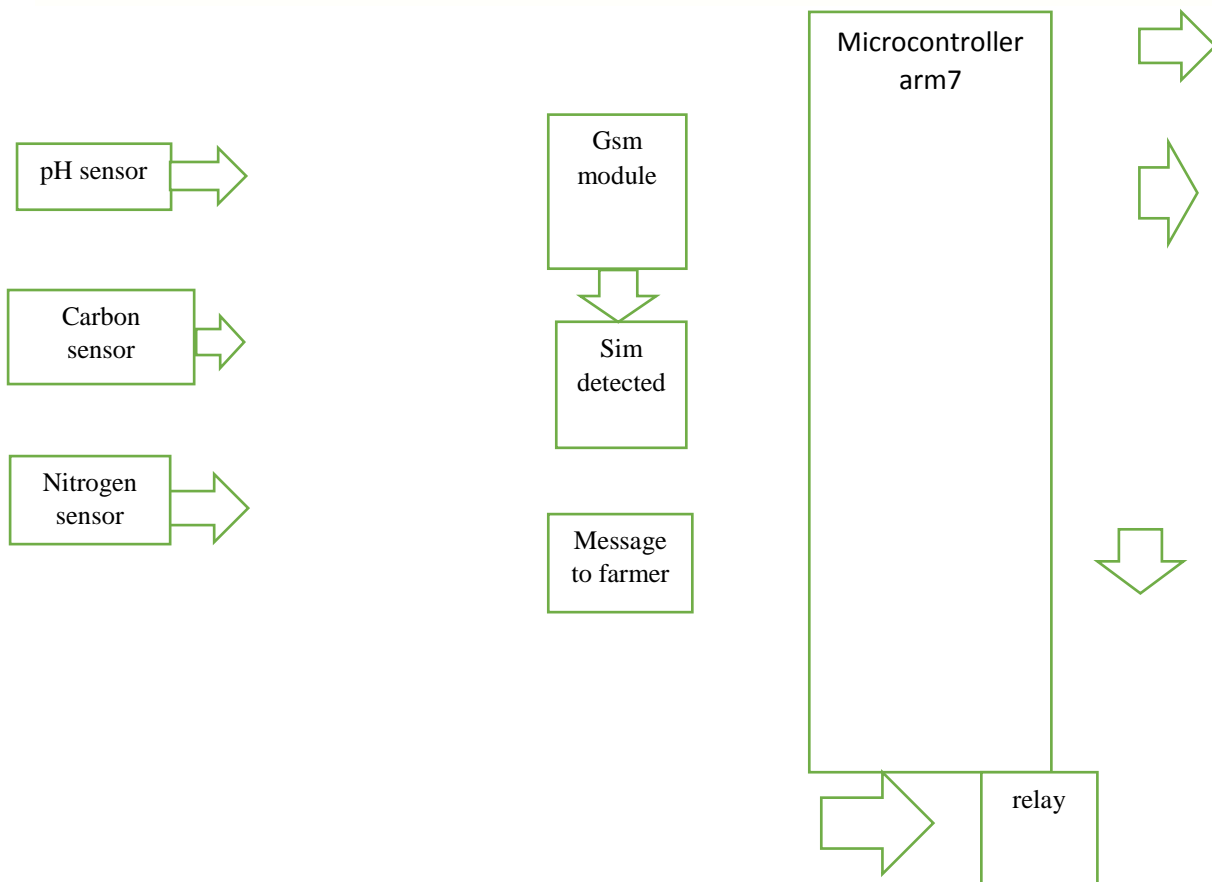 Microcontroller
arm7
Gsm
module
pH sensor
Carbon
sensor
Sim
detected
Nitrogen
sensor
Message
to farmer
relay